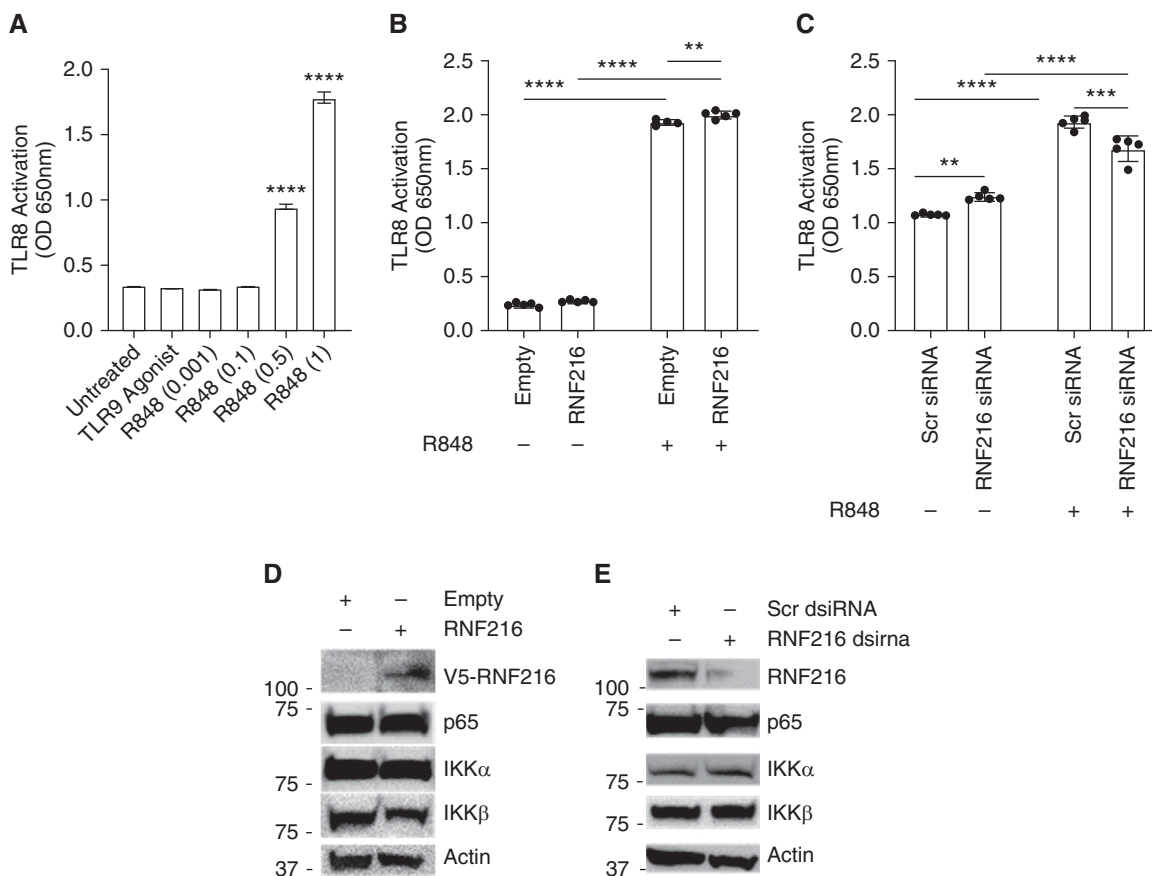 A
TLR8 Activation
(OD 650nm)
2.0
1.5
1.0
0.5
0.0
****
****
Untreated
TLR9 Agonist
R848 (0.001)
R848 (0.1)
R848 (0.5)
R848 (1)
B
TLR8 Activation
(OD 650nm)
2.5
2.0
1.5
1.0
0.5
0.0
**
****
****
Empty
RNF216
Empty
RNF216
R848 – – + +
C
TLR8 Activation
(OD 650nm)
2.5
2.0
1.5
1.0
0.5
0.0
****
****
***
**
Scr siRNA
RNF216 siRNA
Scr siRNA
RNF216 siRNA
R848 – – + +
D
+ – Empty
– + RNF216
V5-RNF216
100 -
75 -
p65
IKKα
75 -
IKKβ
75 -
Actin
37 -
E
+ – Scr dsiRNA
– + RNF216 dsirna
RNF216
100 -
75 -
p65
IKKα
75 -
IKKβ
75 -
Actin
37 -